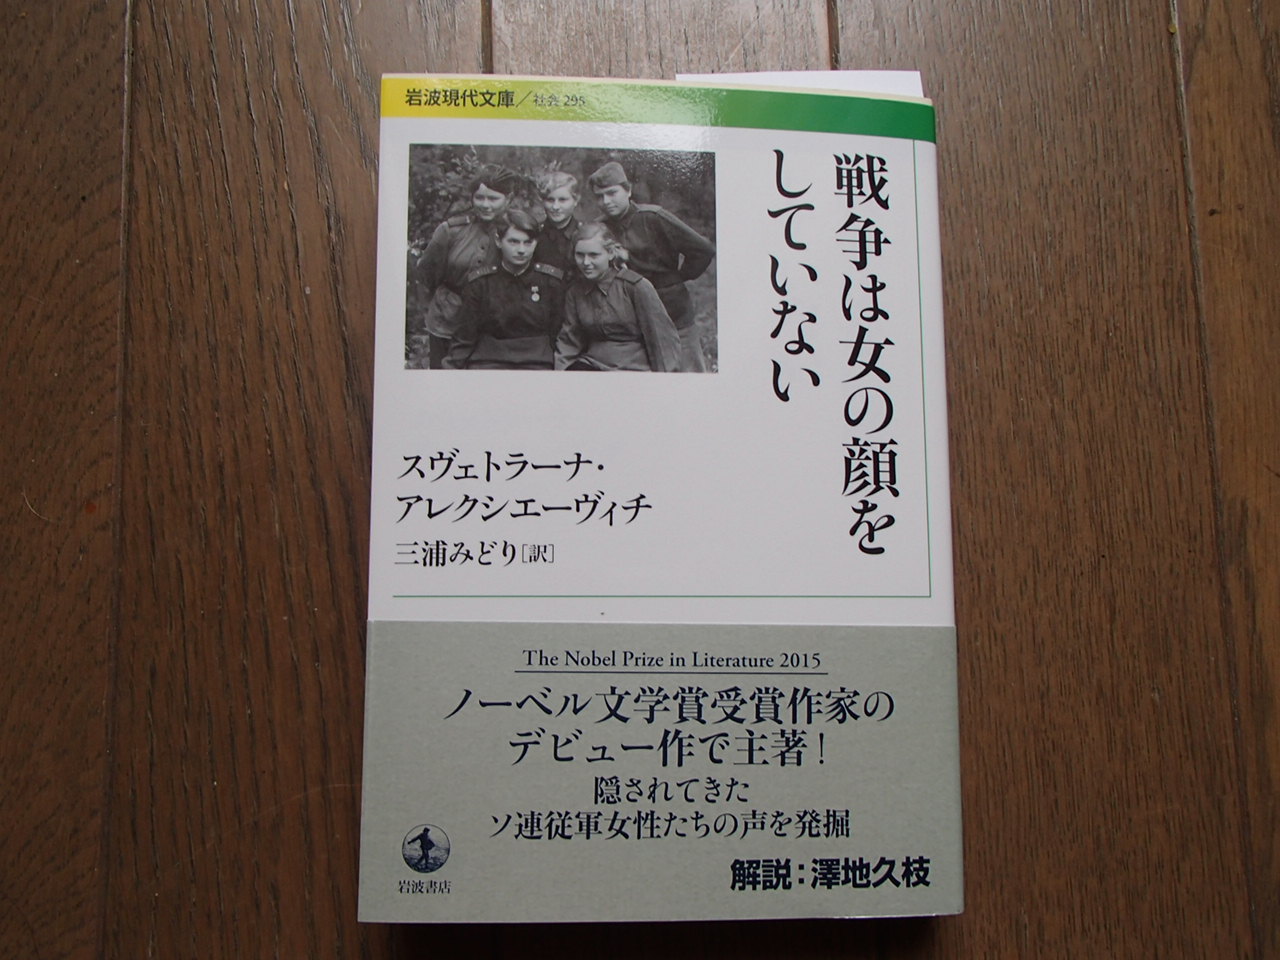 岩波現代文庫／社会 295
戦争は女の顔を
していない
スヴェトラーナ・
アレクシエーヴィチ
三浦みどり［訳］
The Nobel Prize in Literature 2015
ノーベル文学賞受賞作家の
デビュー作で主著！
隠されてきた
ソ連従軍女性たちの声を発掘
解説：澤地久枝
岩波書店